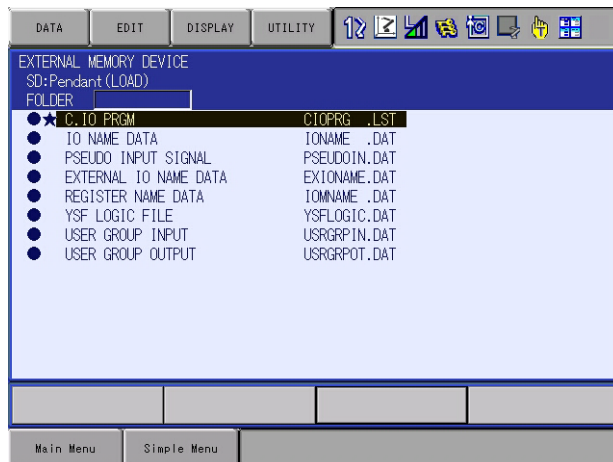 DATA EDIT DISPLAY UTILITY
EXTERNAL MEMORY DEVICE
SD:Pendant(LOAD)
FOLDER
C.IO PRGM CIOPRG .LST
IO NAME DATA IONAME .DAT
PSEUDO INPUT SIGNAL PSEUDOIN.DAT
EXTERNAL IO NAME DATA EXIONAME.DAT
REGISTER NAME DATA IOMNAME .DAT
YSF LOGIC FILE YSFLOGIC.DAT
USER GROUP INPUT USRGRPIN.DAT
USER GROUP OUTPUT USRGRPOT.DAT
Main Menu Simple Menu